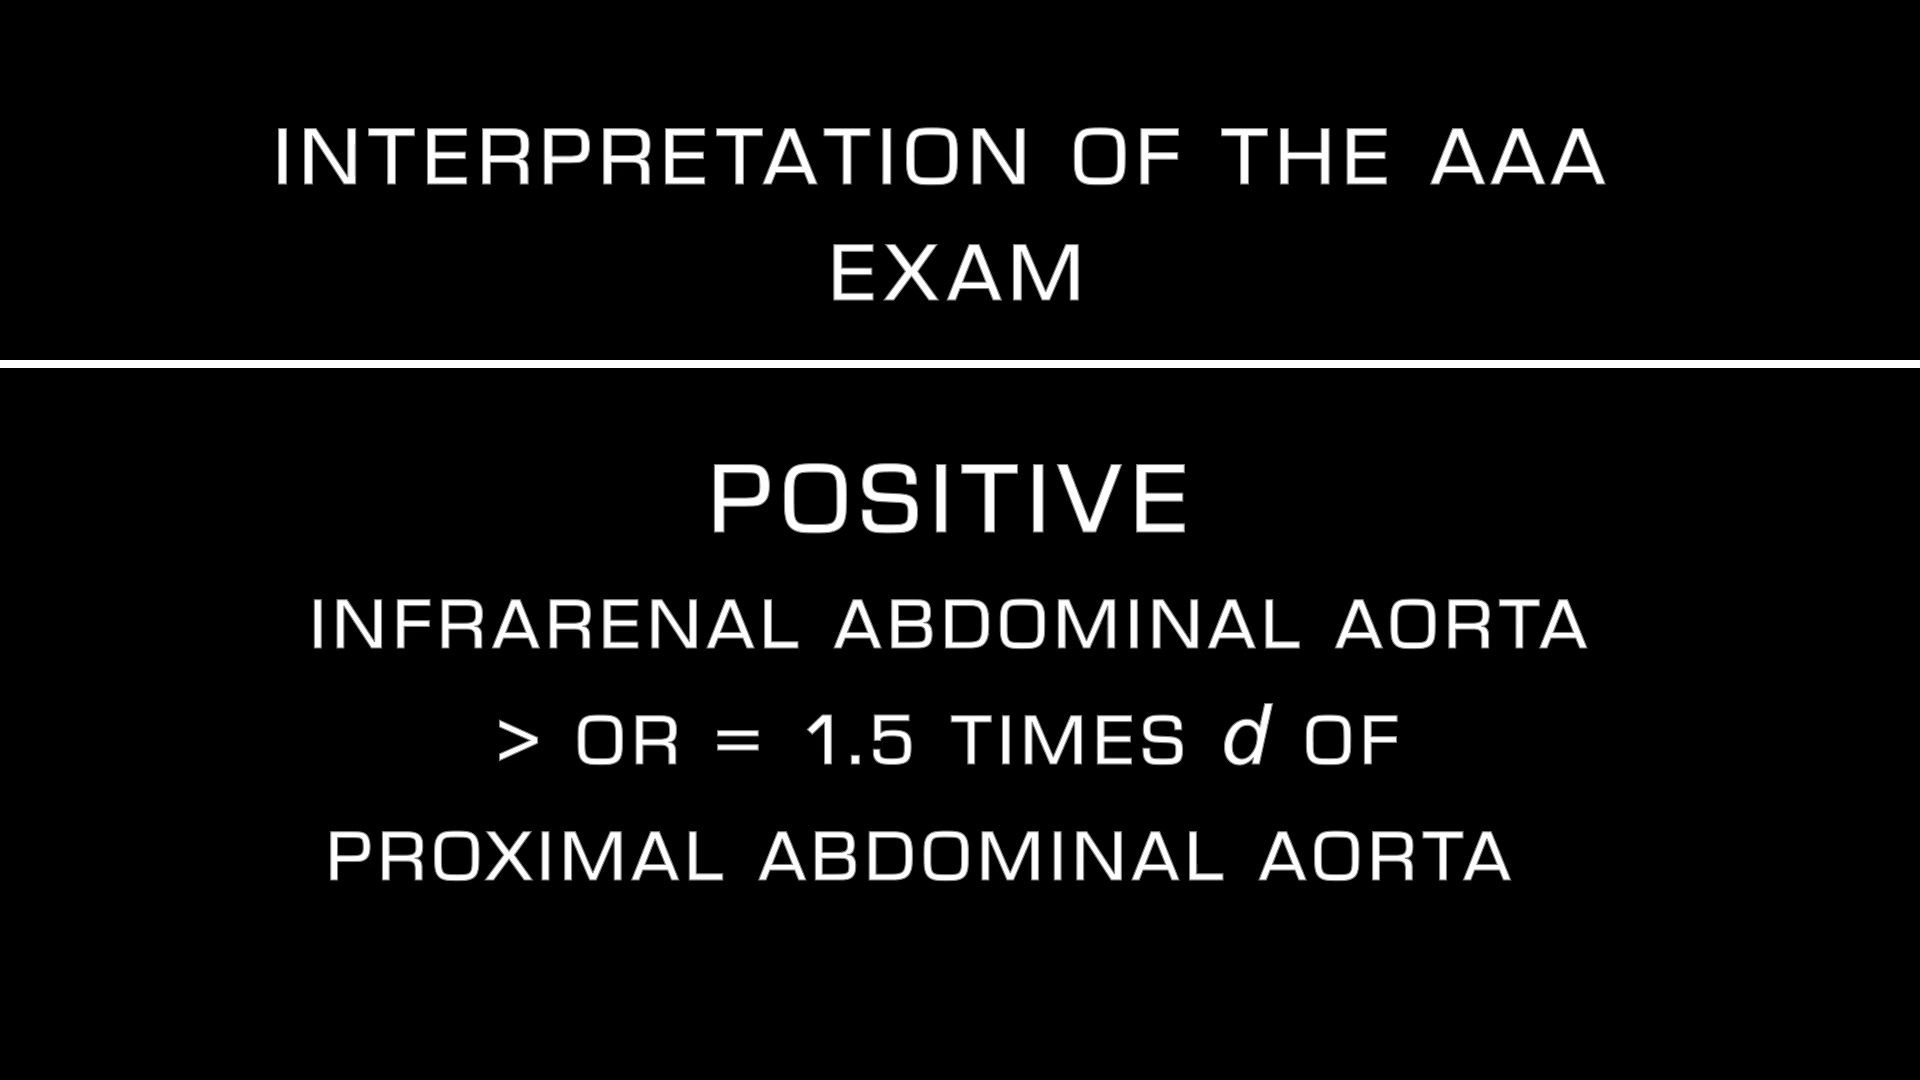 INTERPRETATION OF THE AAA
EXAM
POSITIVE
INFRARENAL ABDOMINAL AORTA
> OR = 1.5 TIMES d OF
PROXIMAL ABDOMINAL AORTA